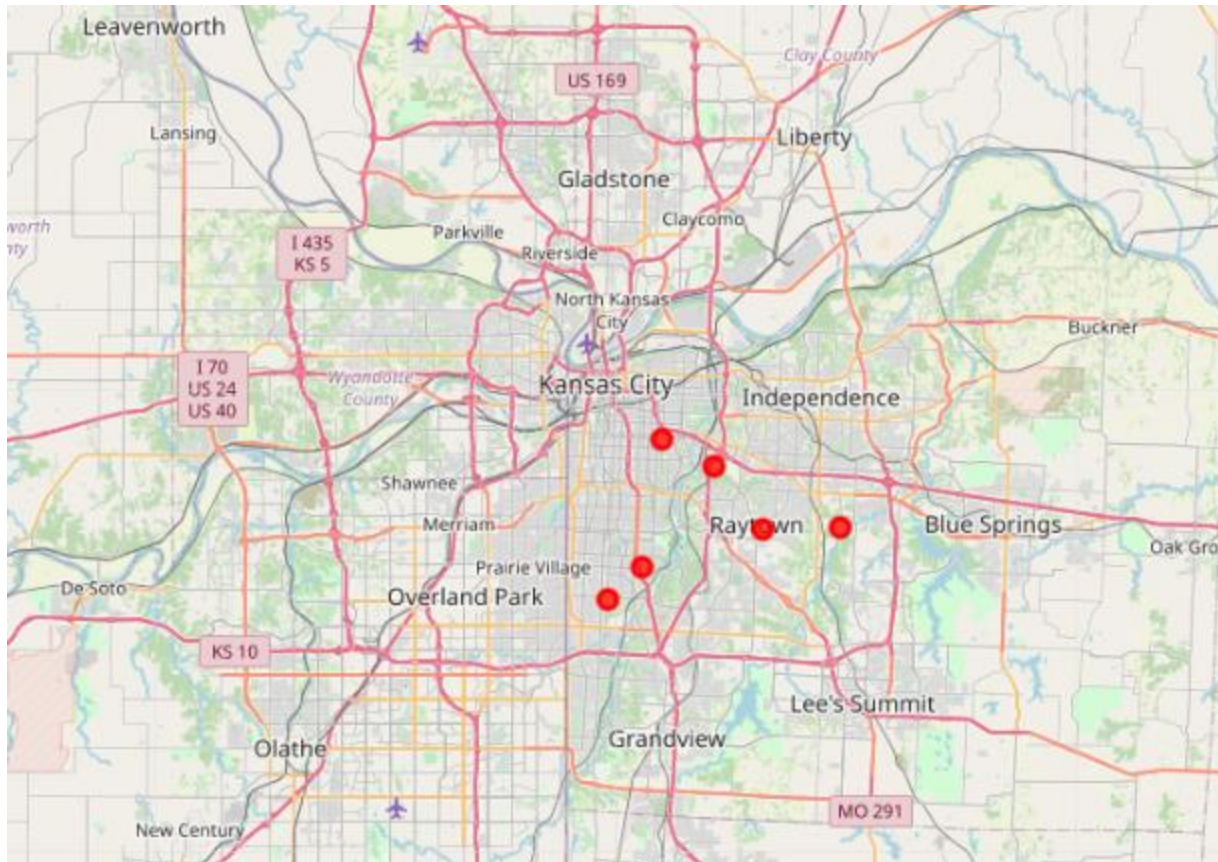 Leavenworth
Clay County
US 169
Lansing
Liberty
Gladstone
Claycomo
worth
nty
Parkville
I 435
KS 5
Riverside
North Kansas
City
Buckner
I 70
US 24
US 40
Wyandotte
County
Kansas City
Independence
Shawnee
Merriam
Raytown
Blue Springs
Oak Gro
Prairie Village
De Soto
Overland Park
KS 10
Lee's Summit
Grandview
Olathe
MO 291
New Century